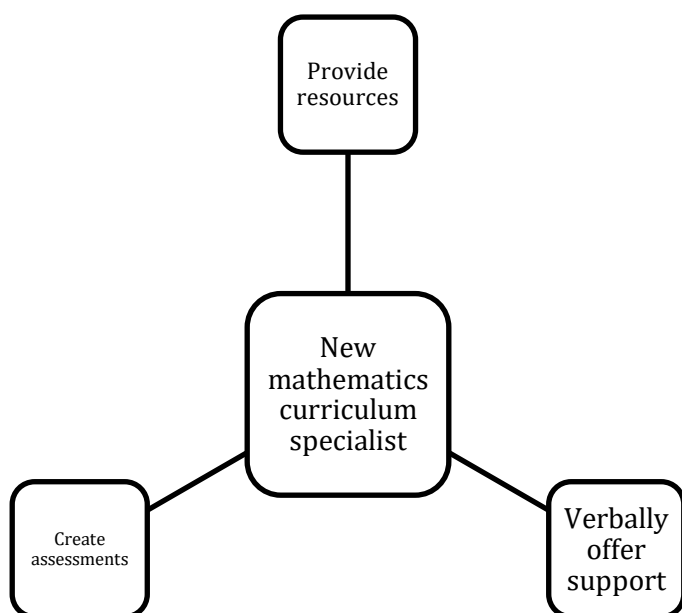 Provide
resources
New
mathematics
curriculum
specialist
Create
assessments
Verbally
offer
support